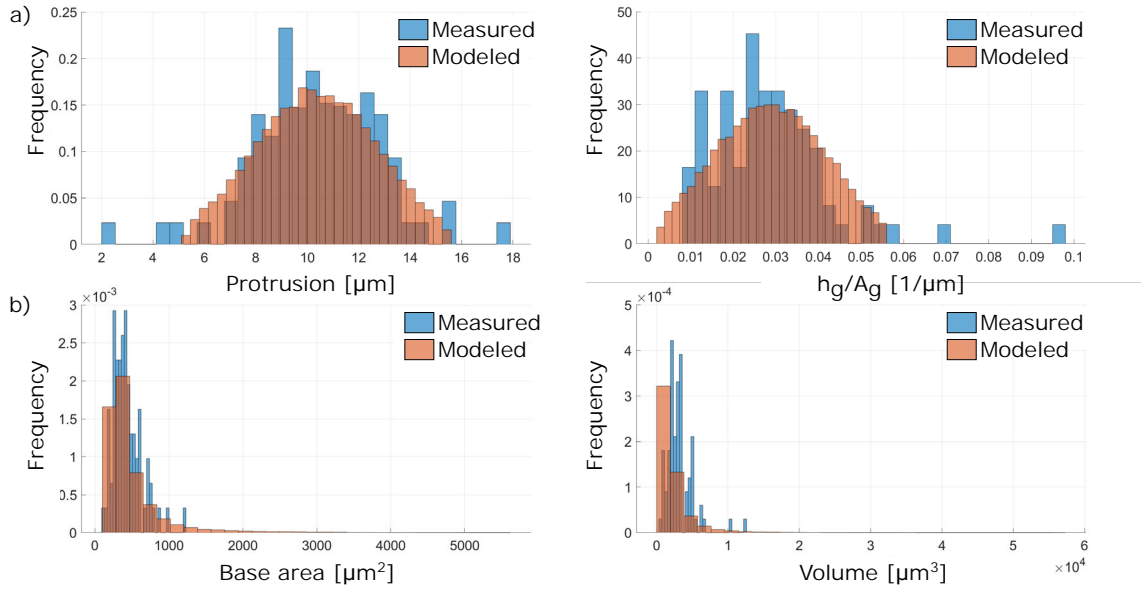 a)
Frequency
0.25
0.2
0.15
0.1
0.05
0
2 4 6 8 10 12 14 16 18
Protrusion [µm]
Measured
Modeled
Frequency
50
40
30
20
10
0
0 0.01 0.02 0.03 0.04 0.05 0.06 0.07 0.08 0.09 0.1
hg/Ag [1/µm]
Measured
Modeled
b)
Frequency
×10⁻³
3
2.5
2
1.5
1
0.5
0
0 1000 2000 3000 4000 5000
Base area [µm²]
Measured
Modeled
Frequency
×10⁻⁴
5
4
3
2
1
0
0 1 2 3 4 5 6
×10⁴
Volume [µm³]
Measured
Modeled